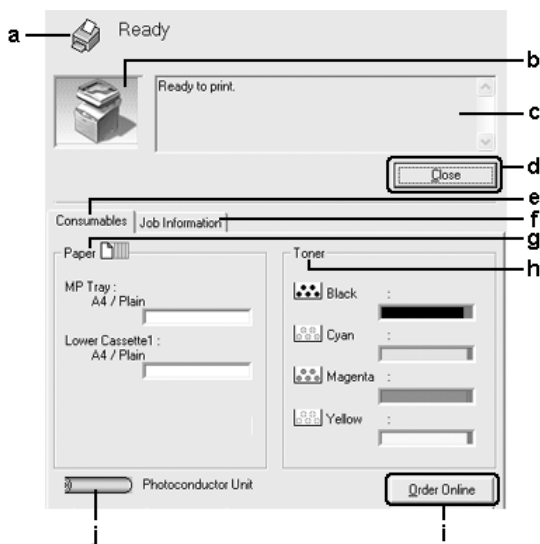 a
Ready
b
Ready to print.
c
d
Close
e
Consumables
Job Information
f
Paper
g
Toner
h
MP Tray :
A4 / Plain
Lower Cassette1 :
A4 / Plain
Black :
Cyan :
Magenta :
Yellow :
Photoconductor Unit
Order Online
j
i